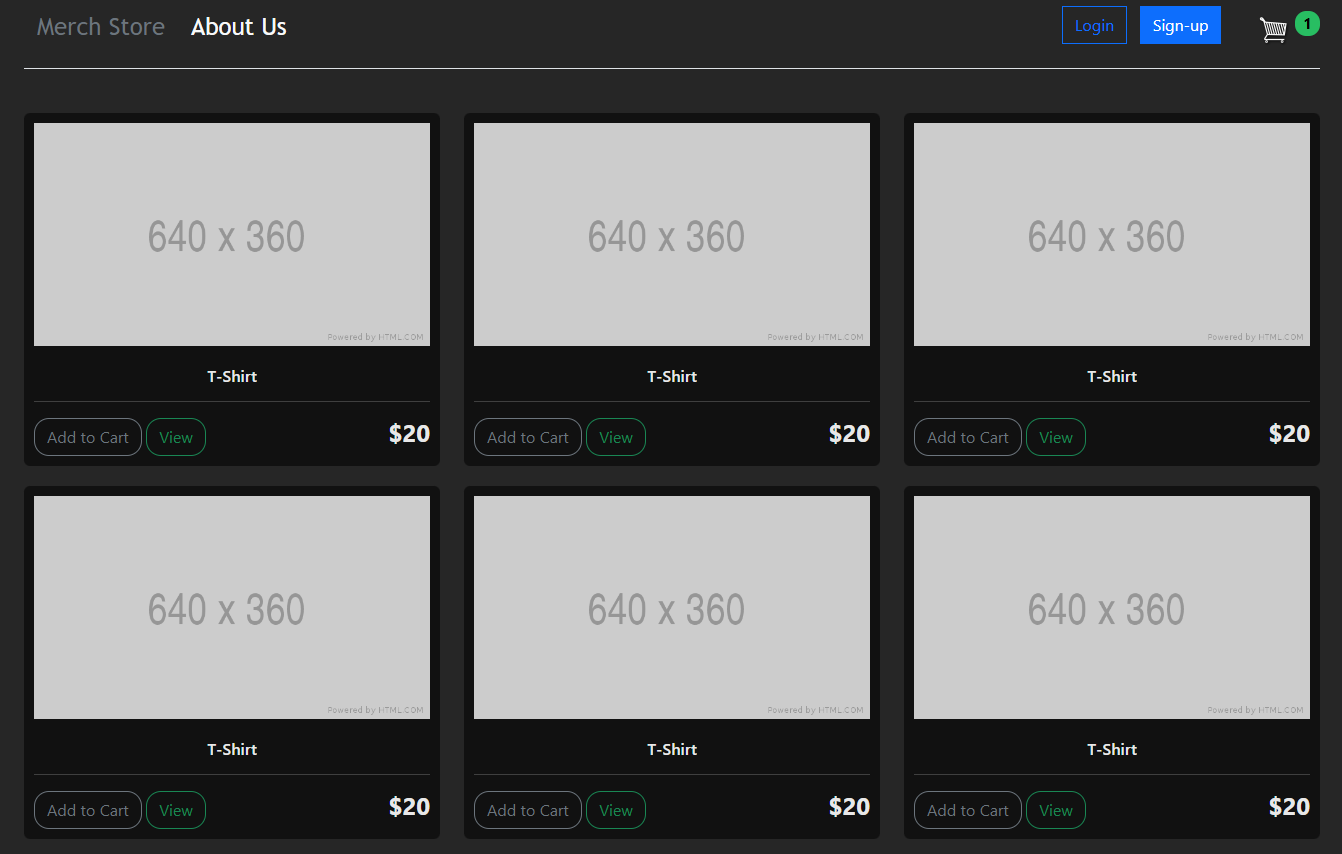 Merch Store About Us Login Sign-up 1
640 x 360 640 x 360 640 x 360
Powered by HTML.COM Powered by HTML.COM Powered by HTML.COM
T-Shirt T-Shirt T-Shirt
Add to Cart View $20 Add to Cart View $20 Add to Cart View $20
640 x 360 640 x 360 640 x 360
Powered by HTML.COM Powered by HTML.COM Powered by HTML.COM
T-Shirt T-Shirt T-Shirt
Add to Cart View $20 Add to Cart View $20 Add to Cart View $20